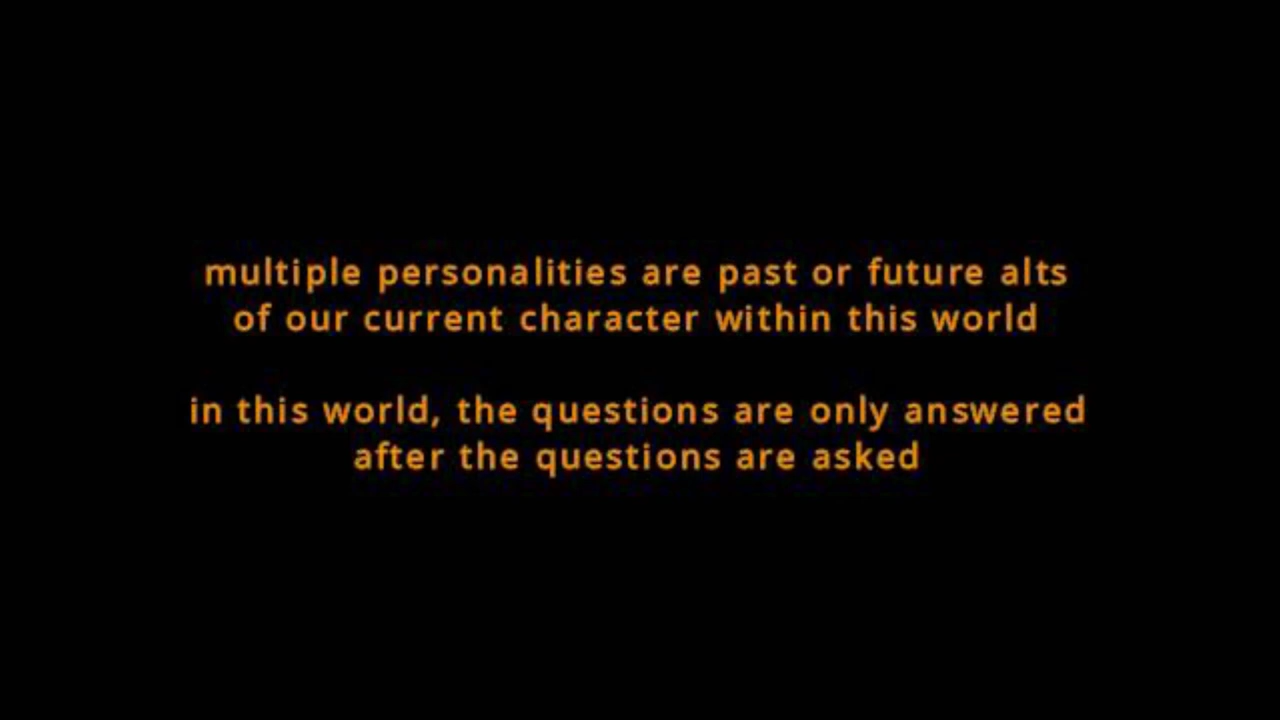 multiple personalities are past or future alts
of our current character within this world
in this world, the questions are only answered
after the questions are asked